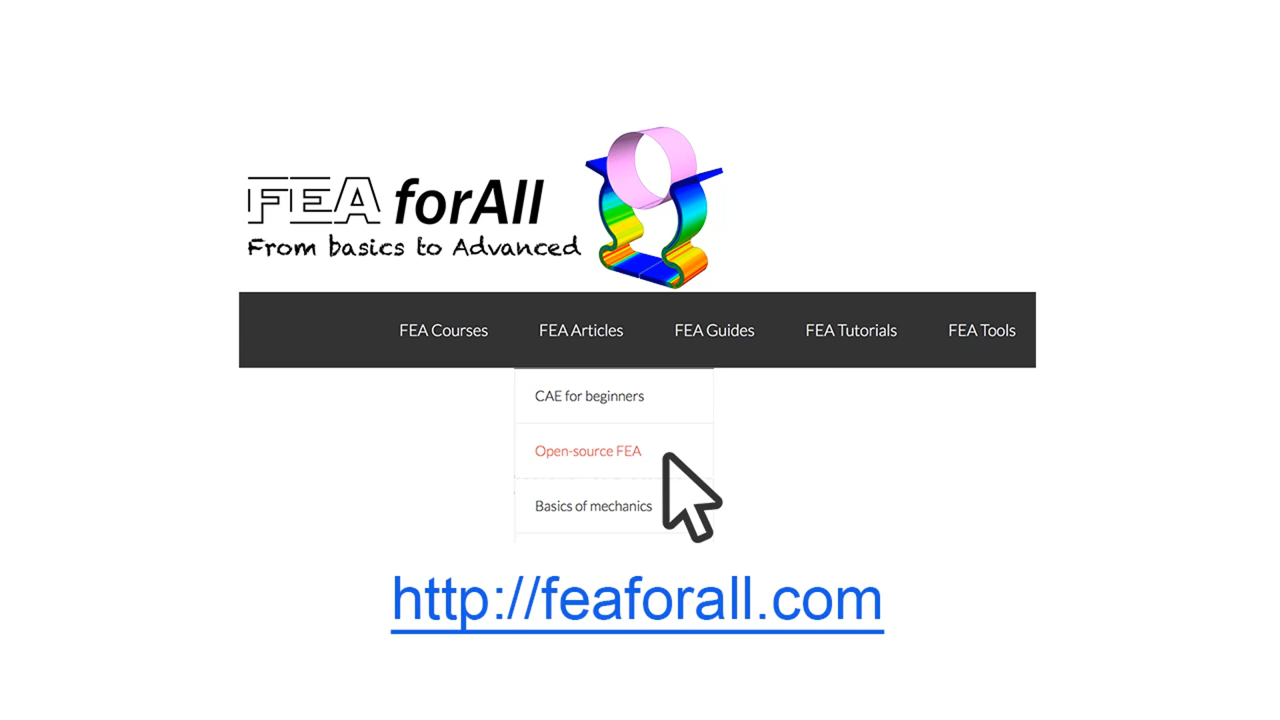 FEA forAll
From basics to Advanced
FEA Courses FEA Articles FEA Guides FEA Tutorials FEA Tools
CAE for beginners
Open-source FEA
Basics of mechanics
http://feaforall.com